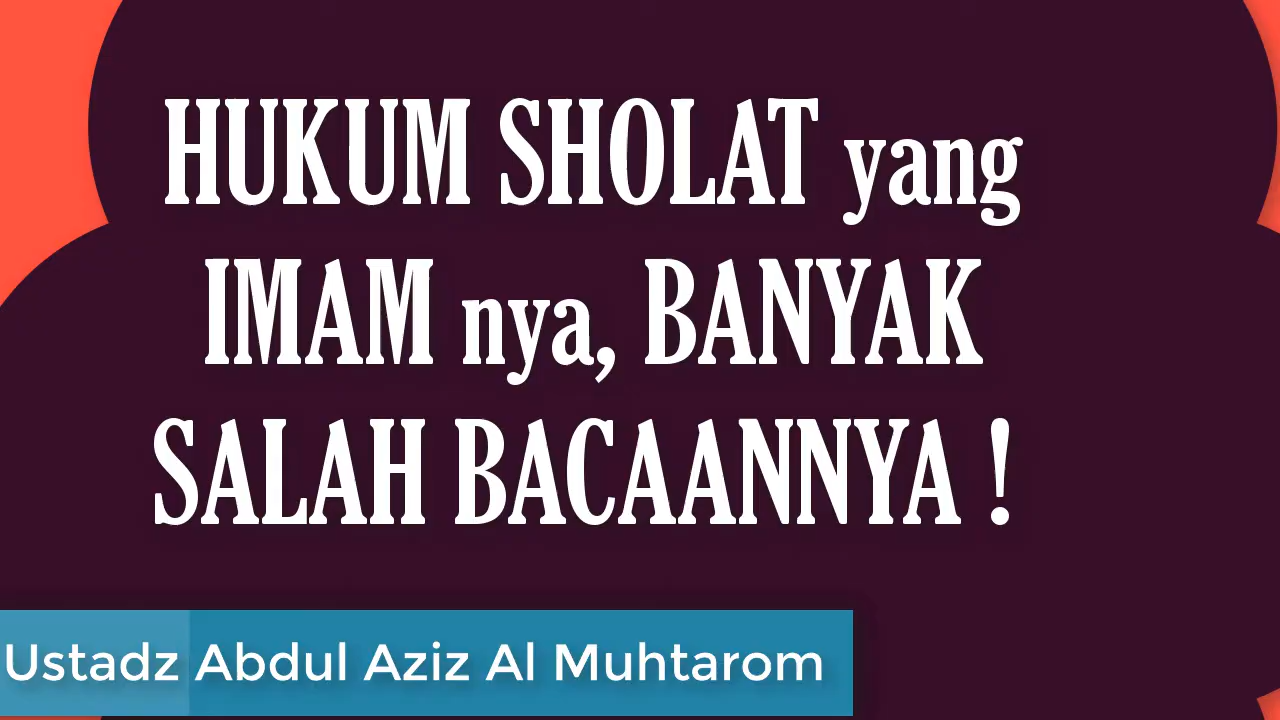 HUKUM SHOLAT yang
IMAM nya, BANYAK
SALAH BACAANNYA !
Ustadz Abdul Aziz Al Muhtarom